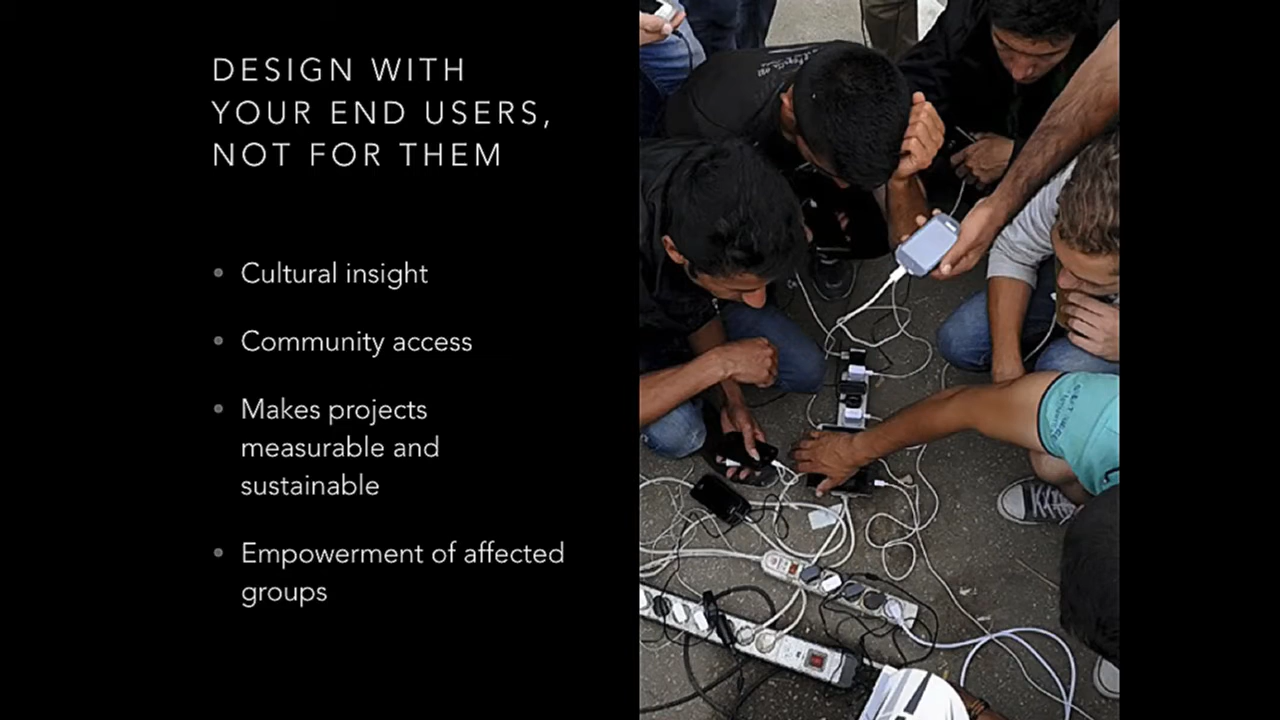 DESIGN WITH
YOUR END USERS,
NOT FOR THEM
• Cultural insight
• Community access
• Makes projects
measurable and
sustainable
• Empowerment of affected
groups